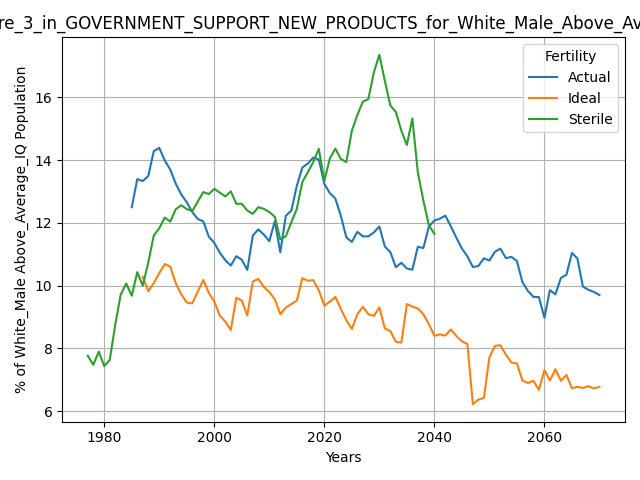 re_3_in_GOVERNMENT_SUPPORT_NEW_PRODUCTS_for_White_Male_Above_Av
Fertility
Actual
Ideal
Sterile
% of White_Male Above_Average_IQ Population
16
14
12
10
8
6
1980
2000
2020
2040
2060
Years